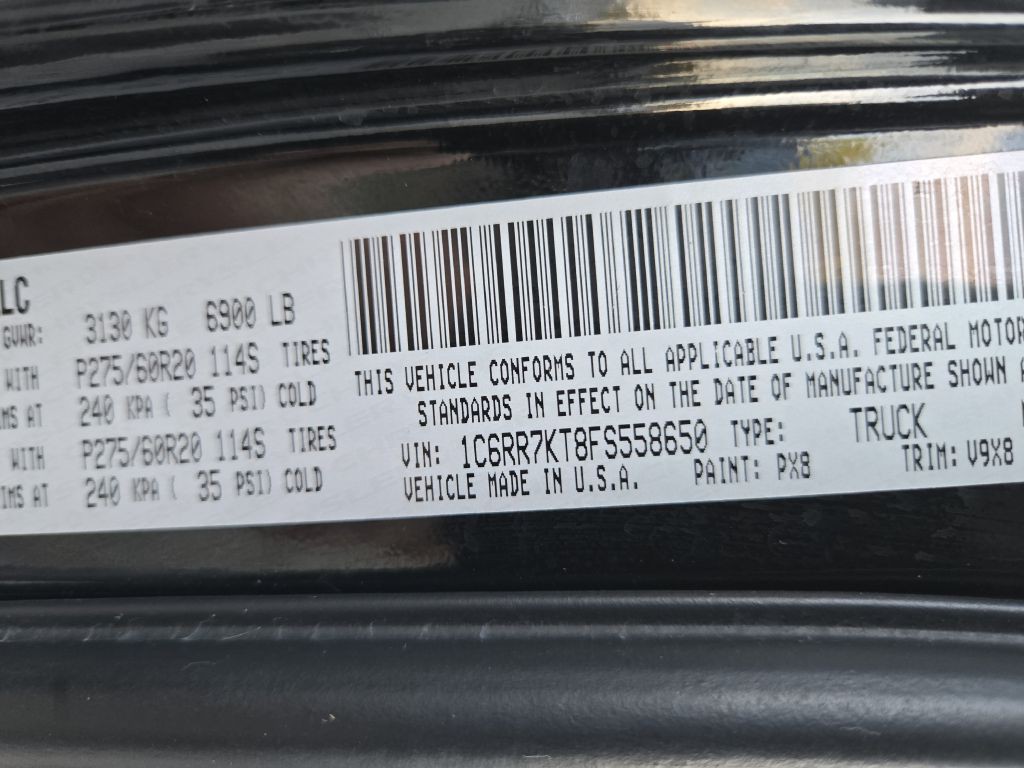 LC
GVWR: 3130 KG 6900 LB
WITH P275/60R20 114S TIRES
IMS AT 240 KPA ( 35 PSI) COLD
WITH P275/60R20 114S
IMS AT 240 KPA ( 35 PSI) COLD
THIS VEHICLE CONFORMS TO ALL APPLICABLE U.S.A. FEDERAL MOTOR
STANDARDS IN EFFECT ON THE DATE OF MANUFACTURE SHOWN A
VIN: 1C6RR7KT8FS558650 TYPE: TRUCK
VEHICLE MADE IN U.S.A. PAINT: PX8 TRIM: V9X8